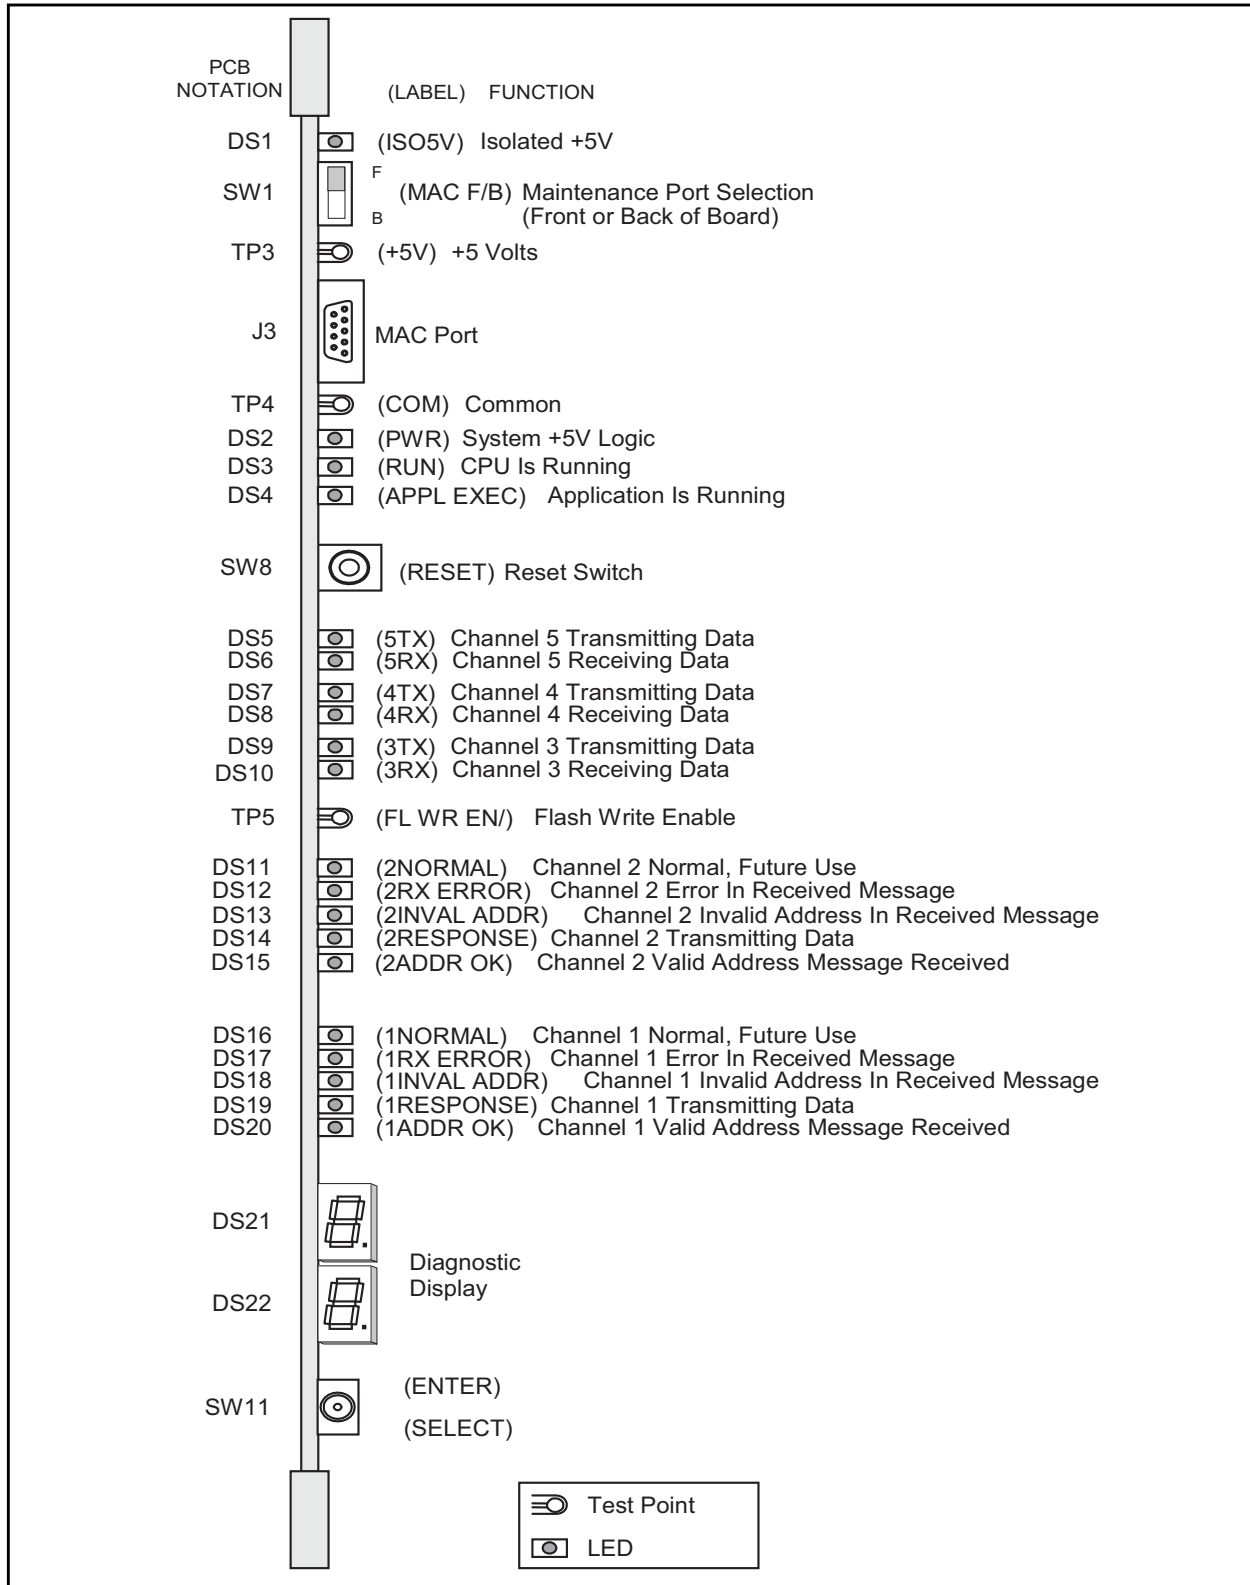 PCB
NOTATION
(LABEL) FUNCTION
DS1 (ISO5V) Isolated +5V
F
SW1 (MAC F/B) Maintenance Port Selection
(Front or Back of Board)
B
TP3 (+5V) +5 Volts
J3 MAC Port
TP4 (COM) Common
DS2 (PWR) System +5V Logic
DS3 (RUN) CPU Is Running
DS4 (APPL EXEC) Application Is Running
SW8 (RESET) Reset Switch
DS5 (5TX) Channel 5 Transmitting Data
DS6 (5RX) Channel 5 Receiving Data
DS7 (4TX) Channel 4 Transmitting Data
DS8 (4RX) Channel 4 Receiving Data
DS9 (3TX) Channel 3 Transmitting Data
DS10 (3RX) Channel 3 Receiving Data
TP5 (FL WR EN/) Flash Write Enable
DS11 (2NORMAL) Channel 2 Normal, Future Use
DS12 (2RX ERROR) Channel 2 Error In Received Message
DS13 (2INVAL ADDR) Channel 2 Invalid Address In Received Message
DS14 (2RESPONSE) Channel 2 Transmitting Data
DS15 (2ADDR OK) Channel 2 Valid Address Message Received
DS16 (1NORMAL) Channel 1 Normal, Future Use
DS17 (1RX ERROR) Channel 1 Error In Received Message
DS18 (1INVAL ADDR) Channel 1 Invalid Address In Received Message
DS19 (1RESPONSE) Channel 1 Transmitting Data
DS20 (1ADDR OK) Channel 1 Valid Address Message Received
DS21
Diagnostic
Display
DS22
(ENTER)
SW11
(SELECT)
Test Point
LED